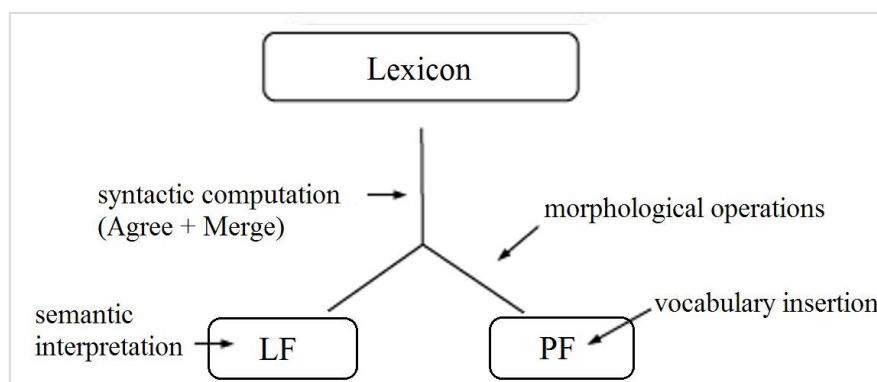 Lexicon
syntactic computation
(Agree + Merge)
morphological operations
semantic
interpretation
LF
PF
vocabulary insertion